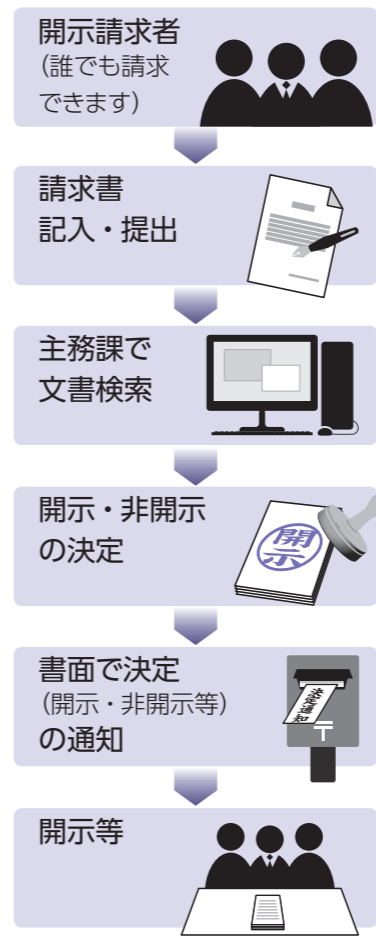 開示請求者
（誰でも請求
できます）
請求書
記入・提出
主務課で
文書検索
開示・非開示
の決定
開示
書面で決定
（開示・非開示等）
の通知
決定通知
〒
開示等